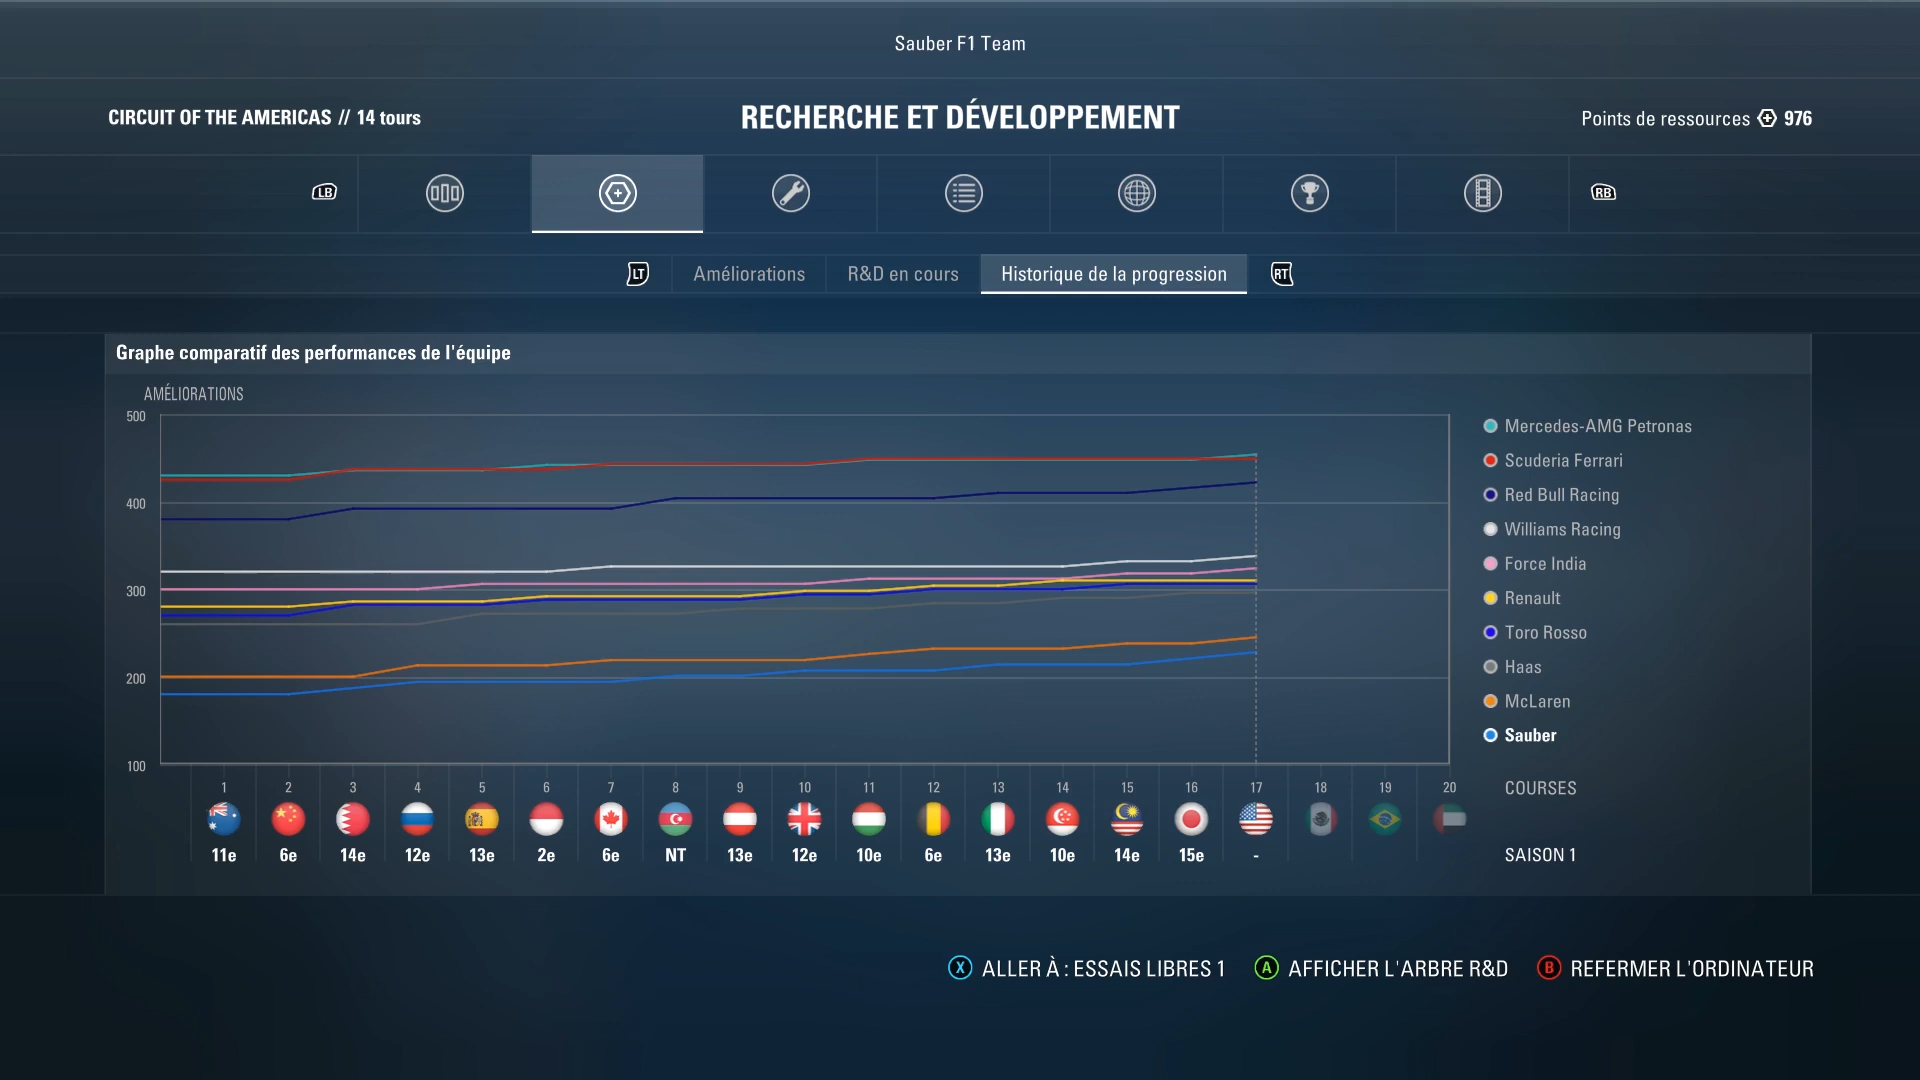 Sauber F1 Team
CIRCUIT OF THE AMERICAS // 14 tours
RECHERCHE ET DÉVELOPPEMENT
Points de ressources 976
LB
RB
LT
Améliorations
R&D en cours
Historique de la progression
RT
Graphe comparatif des performances de l'équipe
AMÉLIORATIONS
500
400
300
200
100
Mercedes-AMG Petronas
Scuderia Ferrari
Red Bull Racing
Williams Racing
Force India
Renault
Toro Rosso
Haas
McLaren
Sauber
1 2 3 4 5 6 7 8 9 10 11 12 13 14 15 16 17 18 19 20 COURSES
11e 6e 14e 12e 13e 2e 6e NT 13e 12e 10e 6e 13e 10e 14e 15e - SAISON 1
X ALLER À : ESSAIS LIBRES 1
A AFFICHER L'ARBRE R&D
B REFERMER L'ORDINATEUR